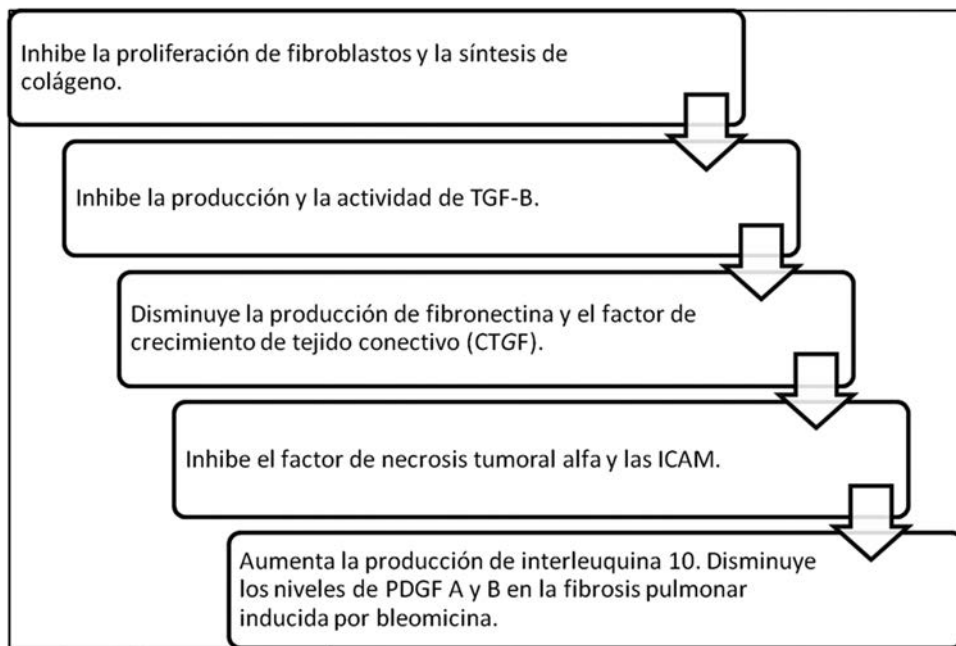 Inhibe la proliferación de fibroblastos y la síntesis de
colágeno.
Inhibe la producción y la actividad de TGF-B.
Disminuye la producción de fibronectina y el factor de
crecimiento de tejido conectivo (CTGF).
Inhibe el factor de necrosis tumoral alfa y las ICAM.
Aumenta la producción de interleuquina 10. Disminuye
los niveles de PDGF A y B en la fibrosis pulmonar
inducida por bleomicina.